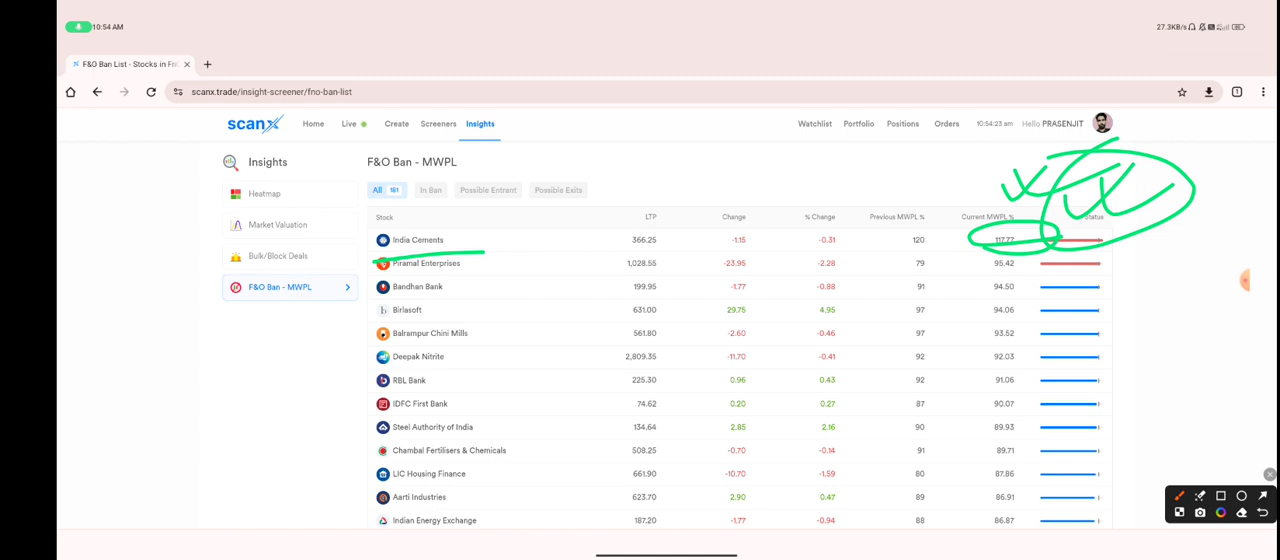 10:54 AM 27.3KB/s
F&O Ban List - Stocks in Fn
scanx.trade/insight-screener/fno-ban-list 1
scanX Home Live Create Screeners Insights Watchlist Portfolio Positions Orders 10:54:23 am Hello PRASENJIT
Insights F&O Ban - MWPL
Heatmap All 181 In Ban Possible Entrant Possible Exits
Market Valuation
Bulk/Block Deals
F&O Ban - MWPL
Stock LTP Change % Change Previous MWPL % Current MWPL % Status
India Cements 366.25 -1.15 -0.31 120 117.77
Piramal Enterprises 1,028.55 -23.95 -2.28 79 95.42
Bandhan Bank 199.95 -1.77 -0.88 91 94.50
Birlasoft 631.00 29.75 4.95 97 94.06
Balrampur Chini Mills 561.80 -2.60 -0.46 97 93.52
Deepak Nitrite 2,809.35 -11.70 -0.41 92 92.03
RBL Bank 225.30 0.96 0.43 92 91.06
IDFC First Bank 74.62 0.20 0.27 87 90.07
Steel Authority of India 134.64 2.85 2.16 90 89.93
Chambal Fertilisers & Chemicals 508.25 -0.70 -0.14 91 89.71
LIC Housing Finance 661.90 -10.70 -1.59 80 87.86
Aarti Industries 623.70 2.90 0.47 89 86.91
Indian Energy Exchange 187.20 -1.77 -0.94 88 86.87